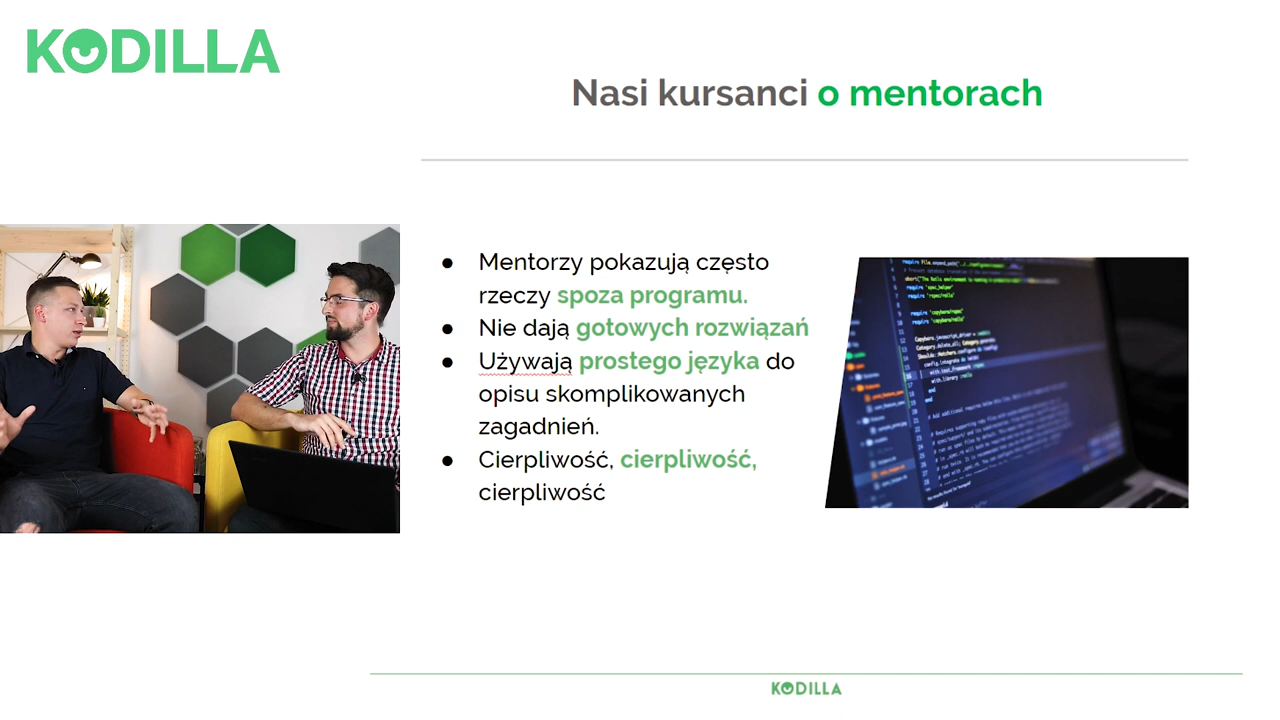 KODILLA
Nasi kursanci o mentorach
● Mentorzy pokazują często
rzeczy spoza programu.
● Nie dają gotowych rozwiązań
● Używają prostego języka do
opisu skomplikowanych
zagadnień.
● Cierpliwość, cierpliwość,
cierpliwość
KODILLA